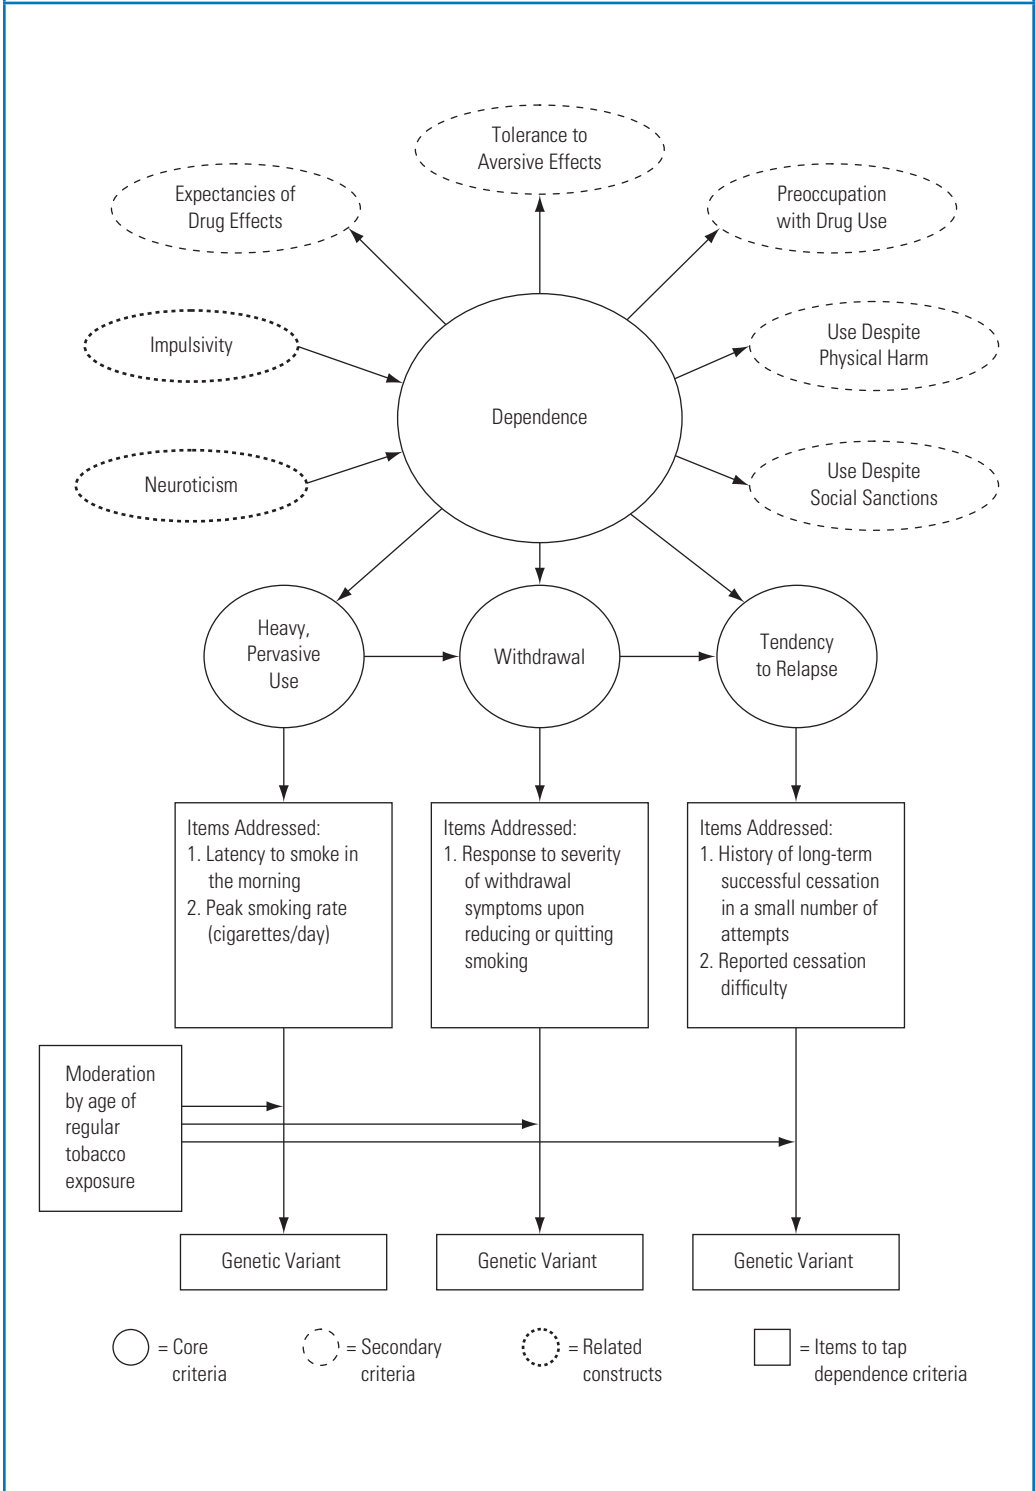 Tolerance to
Aversive Effects
Expectancies of
Drug Effects
Preoccupation
with Drug Use
Impulsivity
Use Despite
Physical Harm
Dependence
Neuroticism
Use Despite
Social Sanctions
Heavy,
Pervasive
Use
Withdrawal
Tendency
to Relapse
Items Addressed:
1. Latency to smoke in
the morning
2. Peak smoking rate
(cigarettes/day)
Items Addressed:
1. Response to severity
of withdrawal
symptoms upon
reducing or quitting
smoking
Items Addressed:
1. History of long-term
successful cessation
in a small number of
attempts
2. Reported cessation
difficulty
Moderation
by age of
regular
tobacco
exposure
Genetic Variant
Genetic Variant
Genetic Variant
= Core
criteria
= Secondary
criteria
= Related
constructs
= Items to tap
dependence criteria